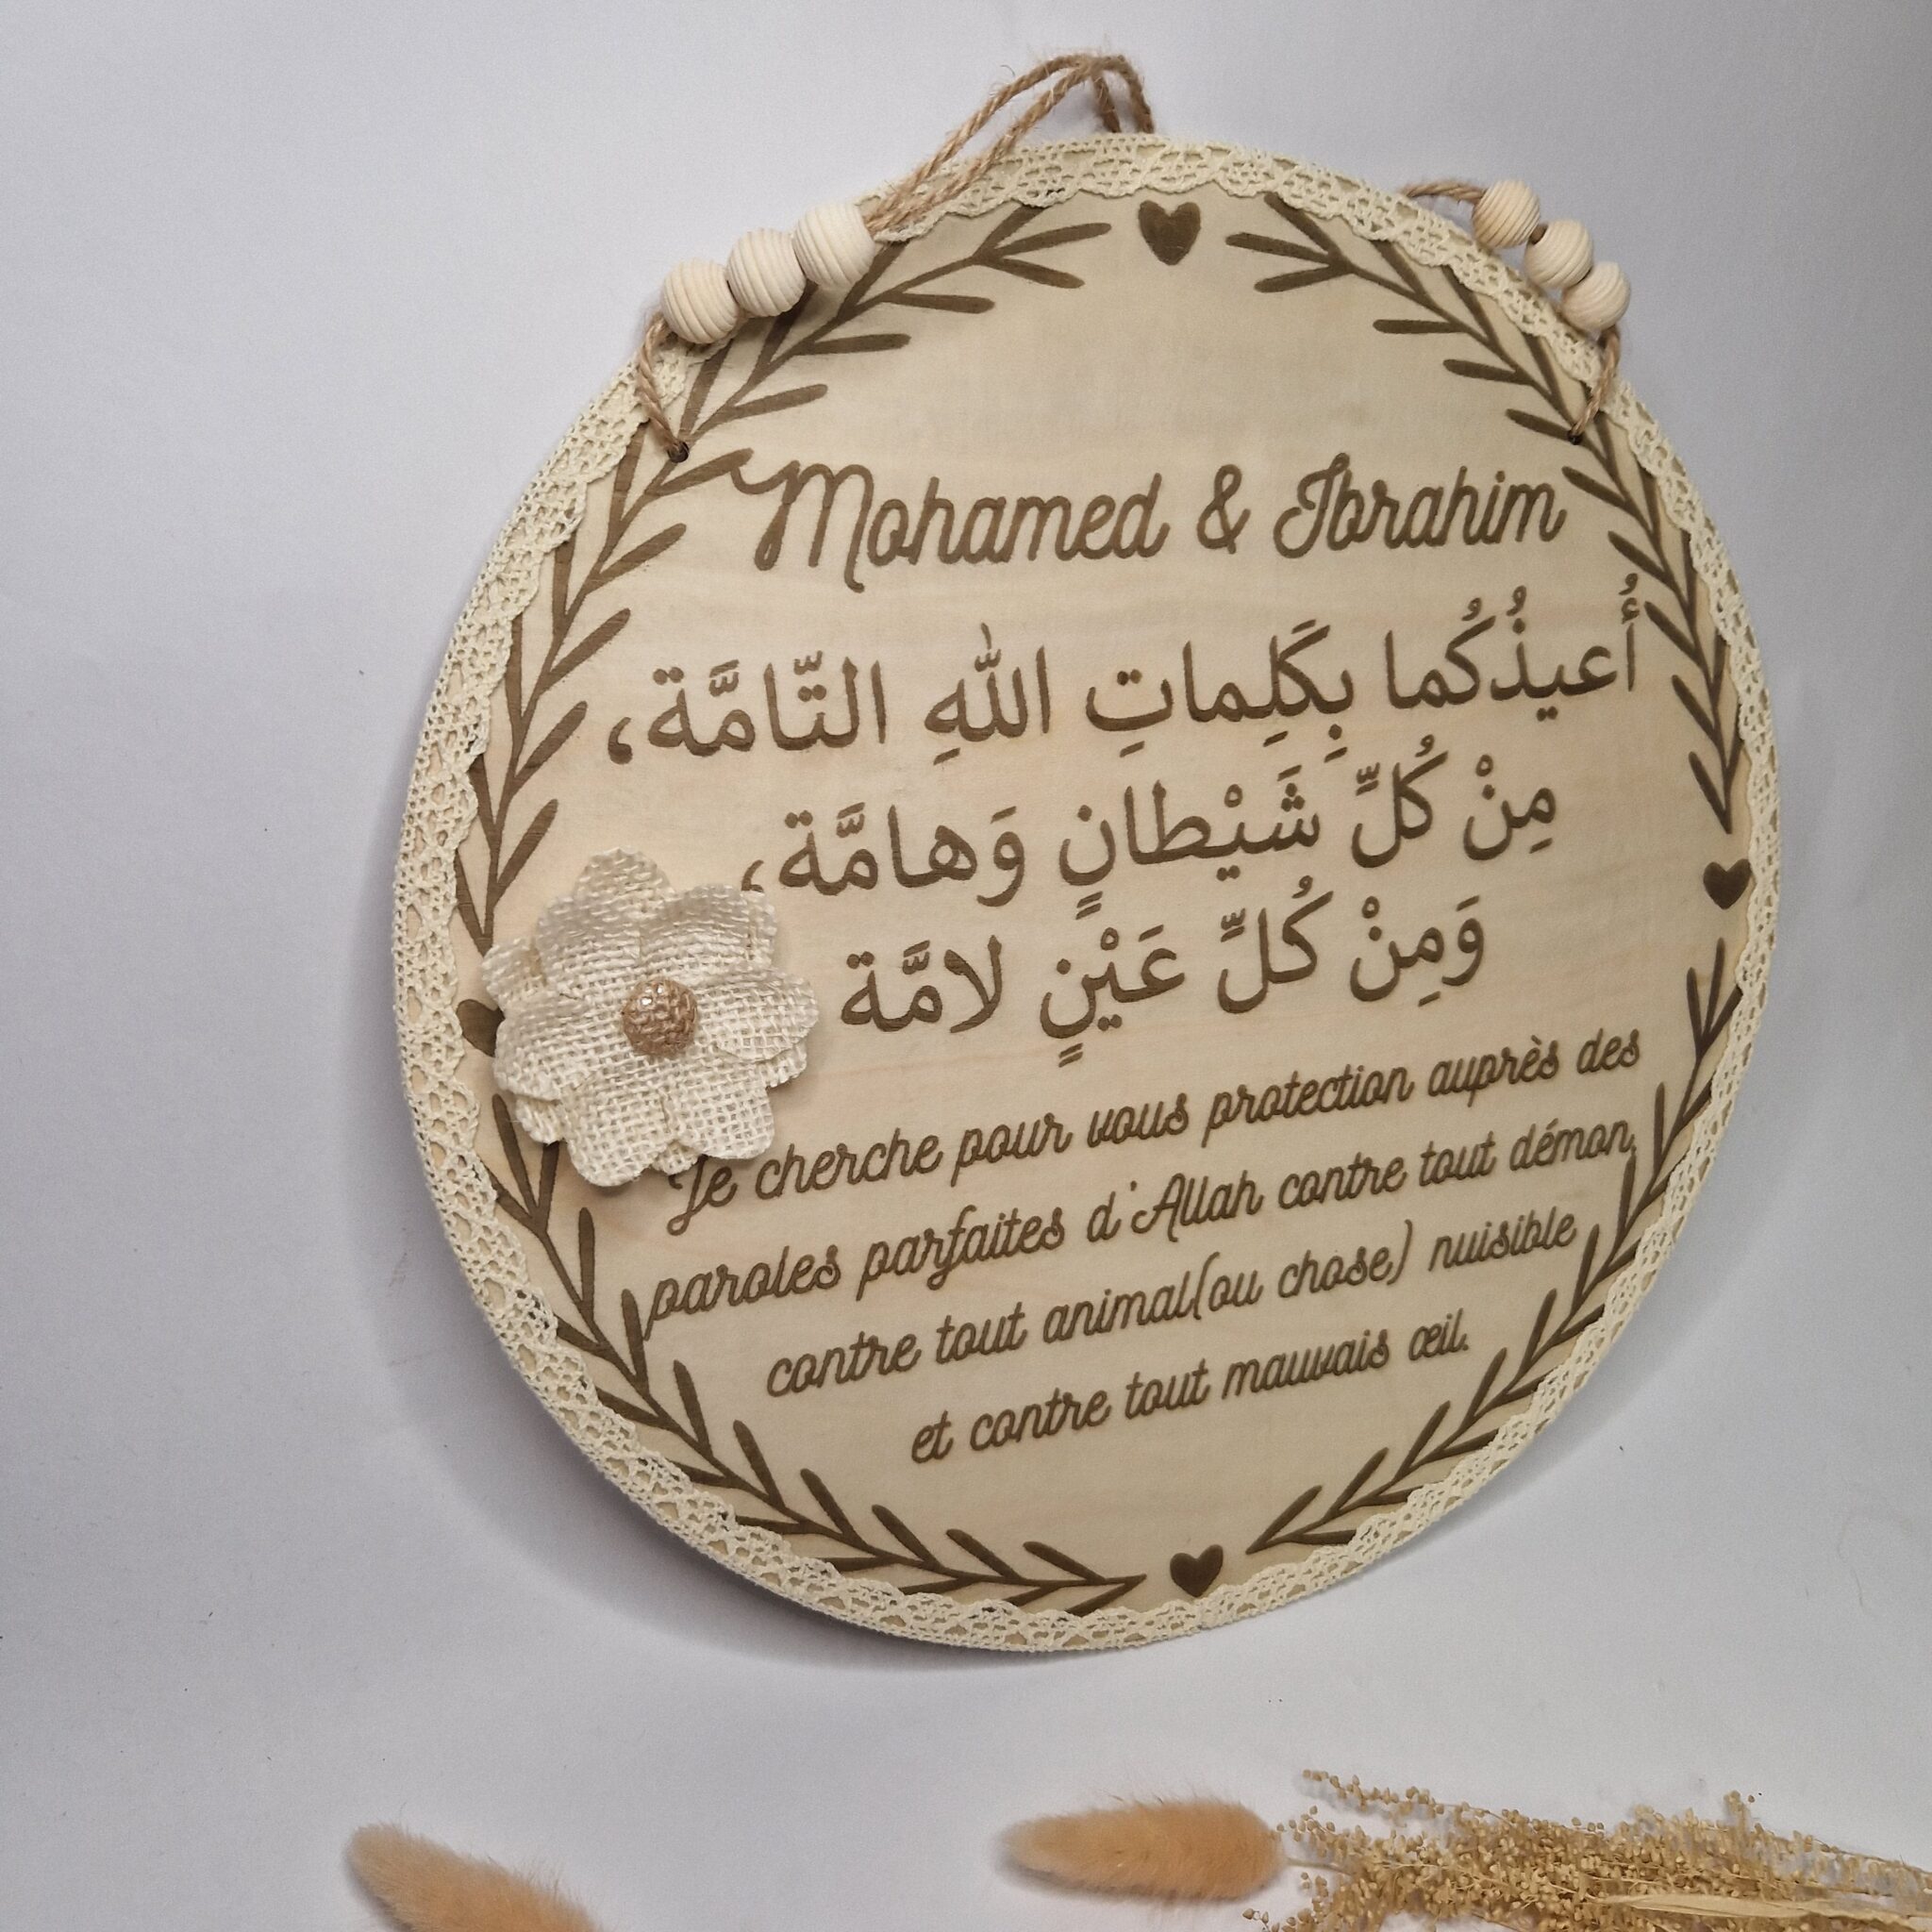 Mohamed & Ibrahim
أُعيذُكُما بِكَلِماتِ اللهِ التّامَّة،
مِنْ كُلِّ شَيْطانٍ وَهامَّة،
وَمِنْ كُلِّ عَيْنٍ لامَّة
Je cherche pour vous protection auprès des
paroles parfaites d'Allah contre tout démon,
contre tout animal(ou chose) nuisible
et contre tout mauvais œil.